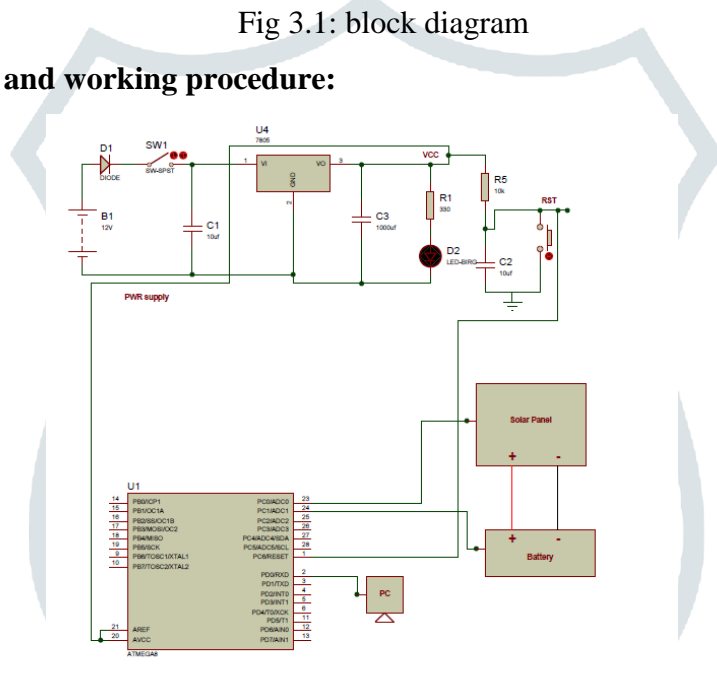 Fig 3.1: block diagram
and working procedure:
U4
7805
D1
DIODE
SW1
SW-SPST
1
VI
VO
3
GND
2
VCC
R5
10k
RST
B1
12V
C1
10uf
C3
1000uf
R1
330
D2
LED-BIRG
C2
10uf
PWR supply
Solar Panel
+ -
+ -
Battery
U1
14 PB0/ICP1 PC0/ADC0 23
15 PB1/OC1A PC1/ADC1 24
16 PB2/SS/OC1B PC2/ADC2 25
17 PB3/MOSI/OC2 PC3/ADC3 26
18 PB4/MISO PC4/ADC4/SDA 27
19 PB5/SCK PC5/ADC5/SCL 28
9 PB6/TOSC1/XTAL1 PC6/RESET 1
10 PB7/TOSC2/XTAL2
PD0/RXD 2
PD1/TXD 3
PD2/INT0 4
PD3/INT1 5
PD4/T0/XCK 6
PD5/T1 11
21 AREF PD6/AIN0 12
20 AVCC PD7/AIN1 13
ATMEGA8
PC